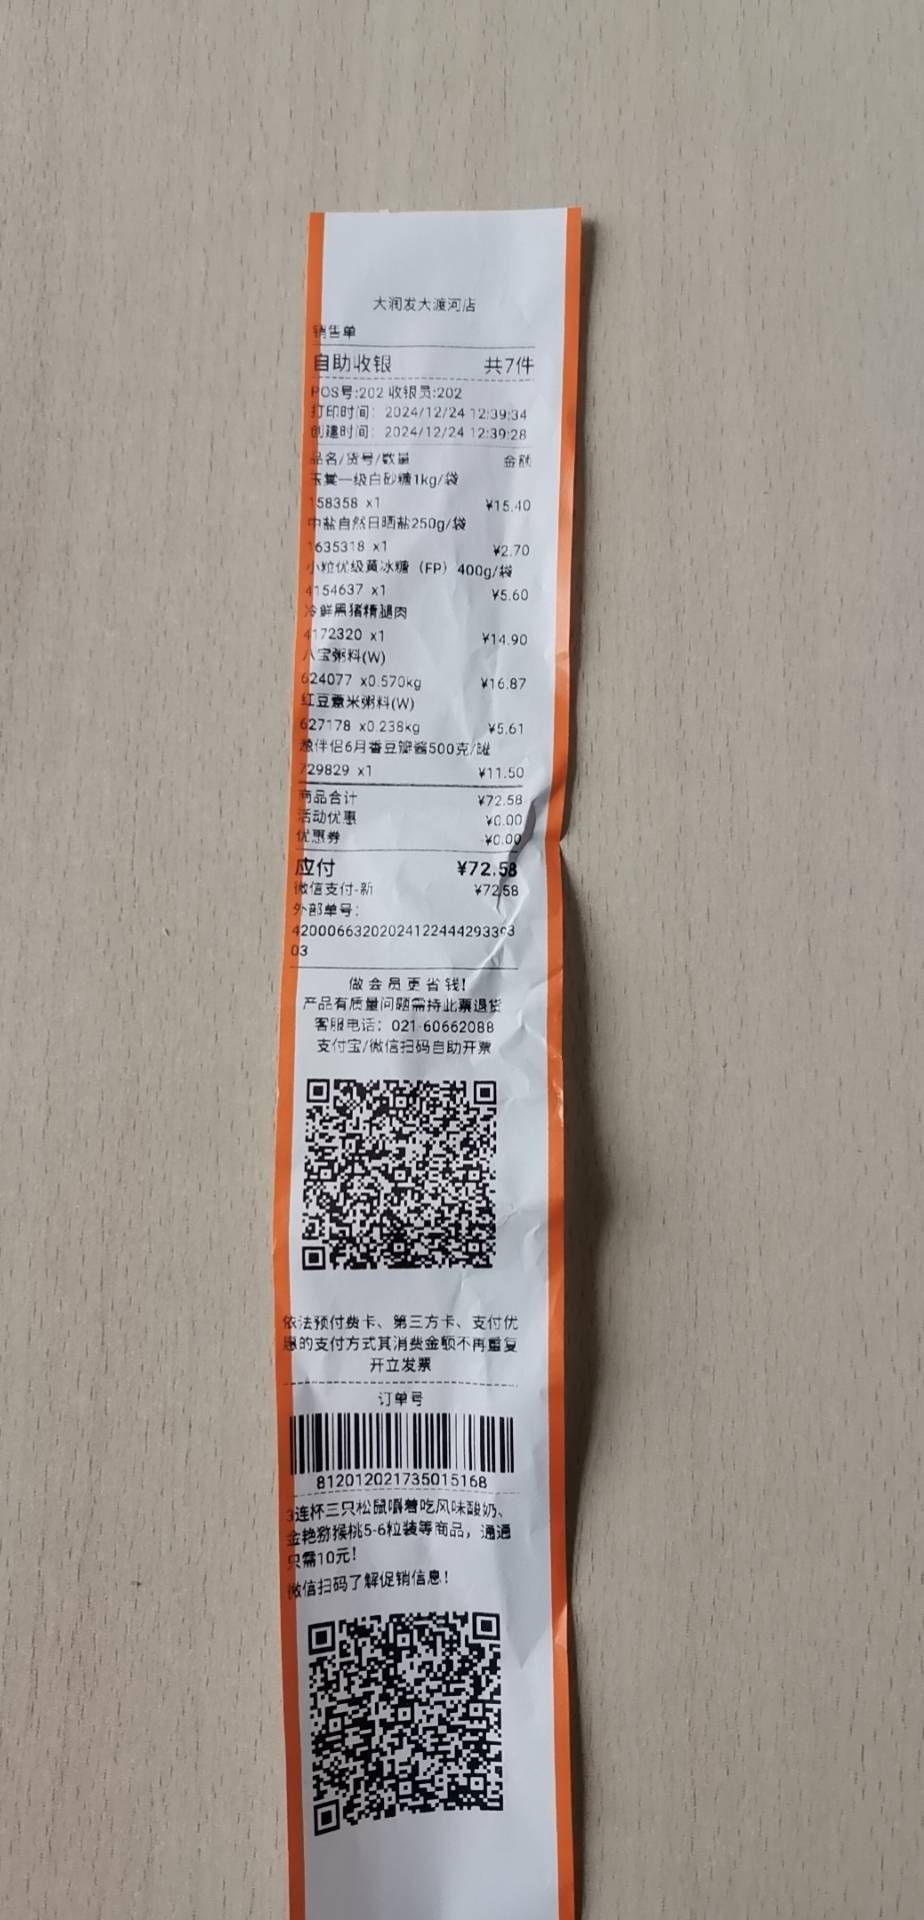 大润发大渡河店
销售单
自助收银 共7件
POS号:202 收银员:202
打印时间: 2024/12/24 12:39:34
创建时间: 2024/12/24 12:39:28
品名/货号/数量 金额
玉棠一级白砂糖1kg/袋
158358 x1 ¥15.40
中盐自然日晒盐250g/袋
1635318 x1 ¥2.70
小粒优级黄冰糖（FP）400g/袋
4154637 x1 ¥5.60
冷鲜黑猪精腿肉
4172320 x1 ¥14.90
八宝粥料(W)
624077 x0.570kg ¥16.87
红豆薏米粥料(W)
627178 x0.238kg ¥5.61
粮伴侣6月香豆瓣酱500克/罐
729829 x1 ¥11.50
商品合计 ¥72.58
活动优惠 ¥0.00
优惠券 -¥0.00
应付 ¥72.58
微信支付-新 ¥72.58
外部单号:
03
做会员更省钱!
产品有质量问题需持此票退货
客服电话: 021-60662088
支付宝/微信扫码自助开票
依法预付费卡、第三方卡、支付优
惠的支付方式其消费金额不再重复
开立发票
订单号
812012021735015168
3连杯三只松鼠嚼着吃风味酸奶、
金艳猕猴桃5-6粒装等商品，通通
只需10元!
微信扫码了解促销信息!